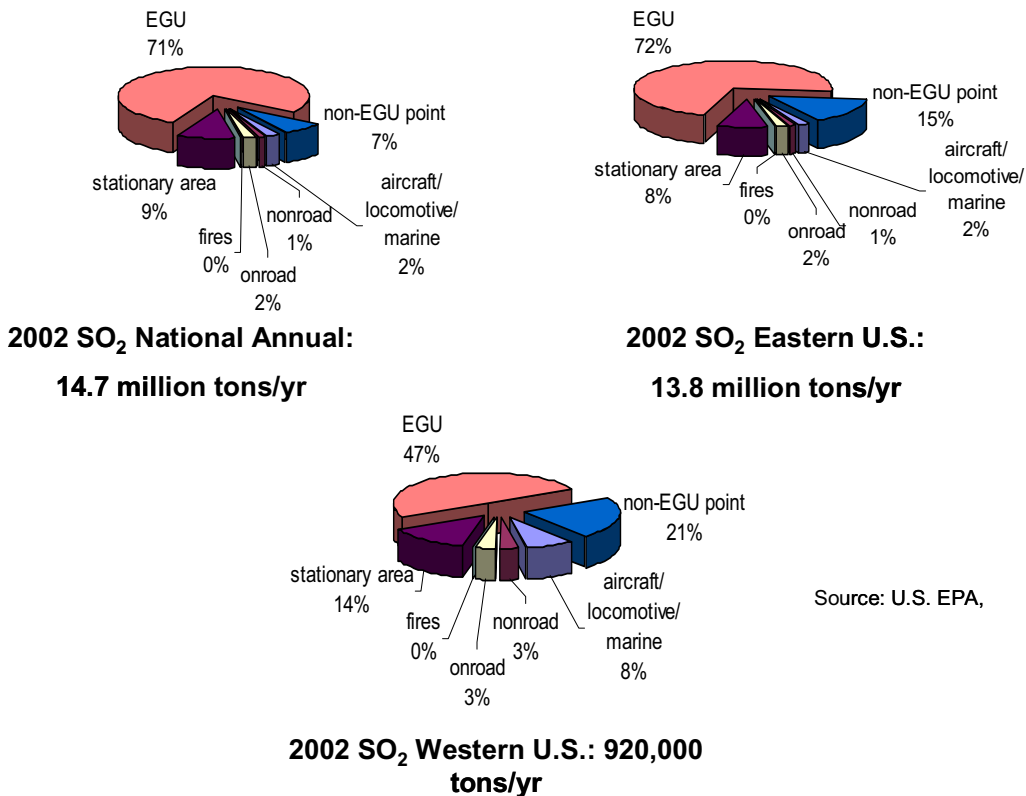 EGU
71%
non-EGU point
7%
aircraft/
locomotive/
marine
2%
nonroad
1%
onroad
2%
fires
0%
stationary area
9%
2002 SO₂ National Annual:
14.7 million tons/yr
EGU
72%
non-EGU point
15%
aircraft/
locomotive/
marine
2%
nonroad
1%
onroad
2%
fires
0%
stationary area
8%
2002 SO₂ Eastern U.S.:
13.8 million tons/yr
EGU
47%
non-EGU point
21%
aircraft/
locomotive/
marine
8%
nonroad
3%
onroad
3%
fires
0%
stationary area
14%
Source: U.S. EPA,
2002 SO₂ Western U.S.: 920,000
tons/yr